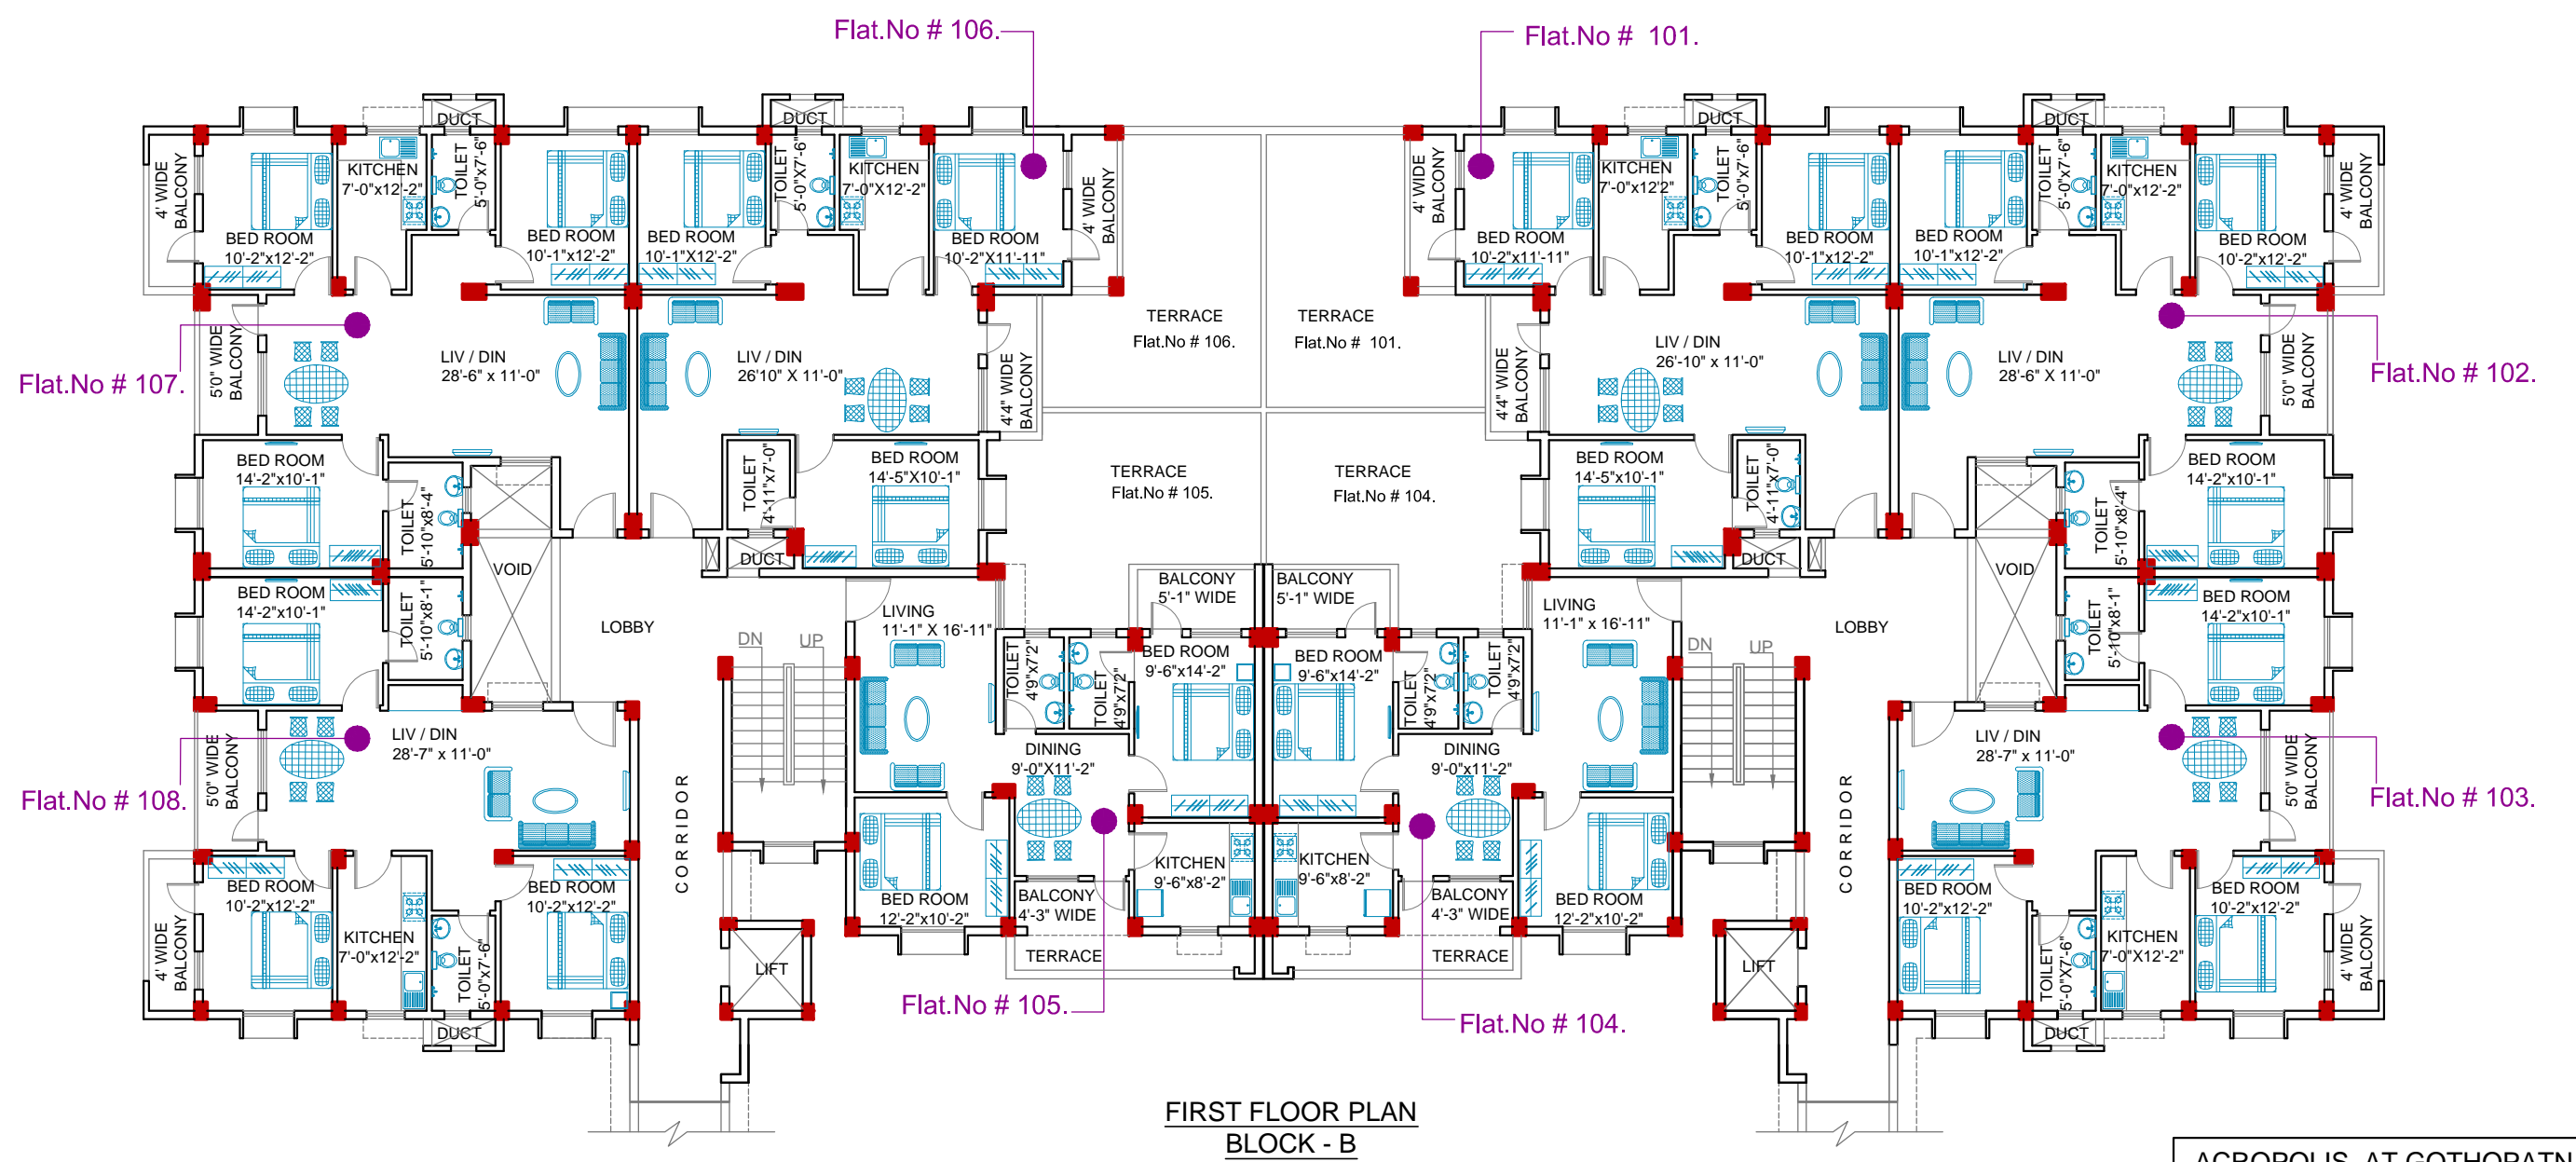 Flat.No # 106.
Flat.No # 101.
DUCT
DUCT
DUCT
DUCT
4' WIDE
BALCONY
BED ROOM
10'-2"x12'-2"
KITCHEN
7'-0"x12'-2"
TOILET
5'-0"x7'-6"
BED ROOM
10'-1"x12'-2"
BED ROOM
10'-1"X12'-2"
TOILET
5'-0"X7'-6"
KITCHEN
7'-0"X12'-2"
BED ROOM
10'-2"X11'-11"
4' WIDE
BALCONY
4' WIDE
BALCONY
BED ROOM
10'-2"x11'-11"
KITCHEN
7'-0"x12'2"
TOILET
5'-0"x7'-6"
BED ROOM
10'-1"x12'-2"
BED ROOM
10'-1"x12'-2"
TOILET
5'-0"x7'-6"
KITCHEN
7'-0"x12'-2"
BED ROOM
10'-2"x12'-2"
4' WIDE
BALCONY
TERRACE
Flat.No # 106.
TERRACE
Flat.No # 101.
Flat.No # 107.
5'0" WIDE
BALCONY
LIV / DIN
28'-6" x 11'-0"
LIV / DIN
26'10" X 11'-0"
4'4" WIDE
BALCONY
4'4" WIDE
BALCONY
LIV / DIN
26'-10" x 11'-0"
LIV / DIN
28'-6" X 11'-0"
5'0" WIDE
BALCONY
Flat.No # 102.
BED ROOM
14'-2"x10'-1"
TOILET
5'-10"x8'-4"
TOILET
4'-11"x7'-0"
BED ROOM
14'-5"X10'-1"
TERRACE
Flat.No # 105.
TERRACE
Flat.No # 104.
BED ROOM
14'-5"x10'-1"
TOILET
4'-11"x7'-0"
TOILET
5'-10"x8'-4"
BED ROOM
14'-2"x10'-1"
VOID
DUCT
DUCT
VOID
BED ROOM
14'-2"x10'-1"
TOILET
5'-10"x8'-1"
LOBBY
DN
UP
LIVING
11'-1" X 16'-11"
BALCONY
5'-1" WIDE
BALCONY
5'-1" WIDE
LIVING
11'-1" x 16'-11"
DN
UP
LOBBY
TOILET
5'-10"x8'-1"
BED ROOM
14'-2"x10'-1"
TOILET
4'9"x7'2"
TOILET
4'9"x7'2"
BED ROOM
9'-6"x14'-2"
BED ROOM
9'-6"x14'-2"
TOILET
4'9"x7'2"
TOILET
4'9"x7'2"
Flat.No # 108.
5'0" WIDE
BALCONY
LIV / DIN
28'-7" x 11'-0"
DINING
9'-0"X11'-2"
DINING
9'-0"x11'-2"
LIV / DIN
28'-7" x 11'-0"
5'0" WIDE
BALCONY
Flat.No # 103.
CORRIDOR
CORRIDOR
4' WIDE
BALCONY
BED ROOM
10'-2"x12'-2"
KITCHEN
7'-0"x12'-2"
TOILET
5'-0"x7'-6"
BED ROOM
10'-2"x12'-2"
BED ROOM
12'-2"x10'-2"
BALCONY
4'-3" WIDE
KITCHEN
9'-6"x8'-2"
KITCHEN
9'-6"x8'-2"
BALCONY
4'-3" WIDE
BED ROOM
12'-2"x10'-2"
BED ROOM
10'-2"x12'-2"
TOILET
5'-0"X7'-6"
KITCHEN
7'-0"X12'-2"
BED ROOM
10'-2"x12'-2"
4' WIDE
BALCONY
TERRACE
TERRACE
LIFT
LIFT
DUCT
DUCT
Flat.No # 105.
Flat.No # 104.
FIRST FLOOR PLAN
BLOCK - B